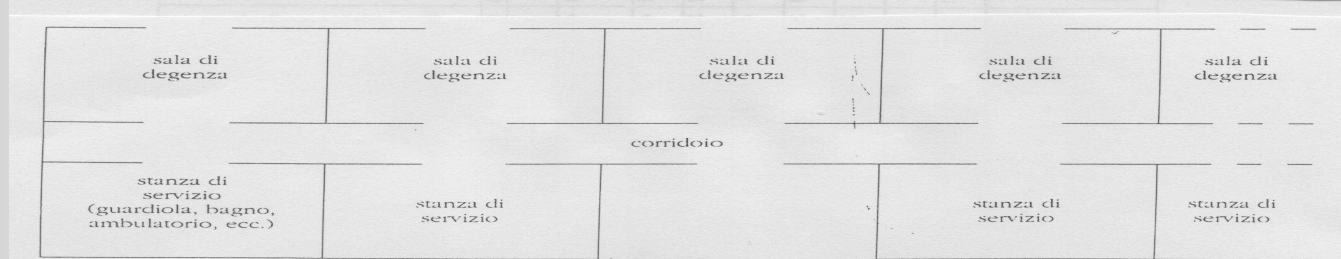 sala di
degenza
sala di
degenza
sala di
degenza
sala di
degenza
sala di
degenza
corridoio
stanza di
servizio
(guardiola, bagno,
ambulatorio, ecc.)
stanza di
servizio
stanza di
servizio
stanza di
servizio